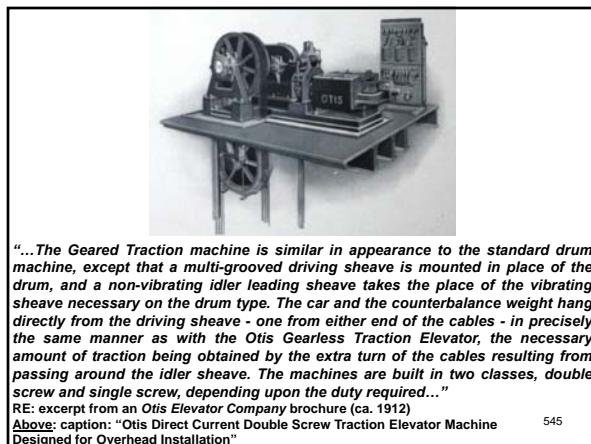 OTIS
“…The Geared Traction machine is similar in appearance to the standard drum
machine, except that a multi-grooved driving sheave is mounted in place of the
drum, and a non-vibrating idler leading sheave takes the place of the vibrating
sheave necessary on the drum type. The car and the counterbalance weight hang
directly from the driving sheave - one from either end of the cables - in precisely
the same manner as with the Otis Gearless Traction Elevator, the necessary
amount of traction being obtained by the extra turn of the cables resulting from
passing around the idler sheave. The machines are built in two classes, double
screw and single screw, depending upon the duty required…”
RE: excerpt from an Otis Elevator Company brochure (ca. 1912)
Above: caption: “Otis Direct Current Double Screw Traction Elevator Machine
Designed for Overhead Installation”
545